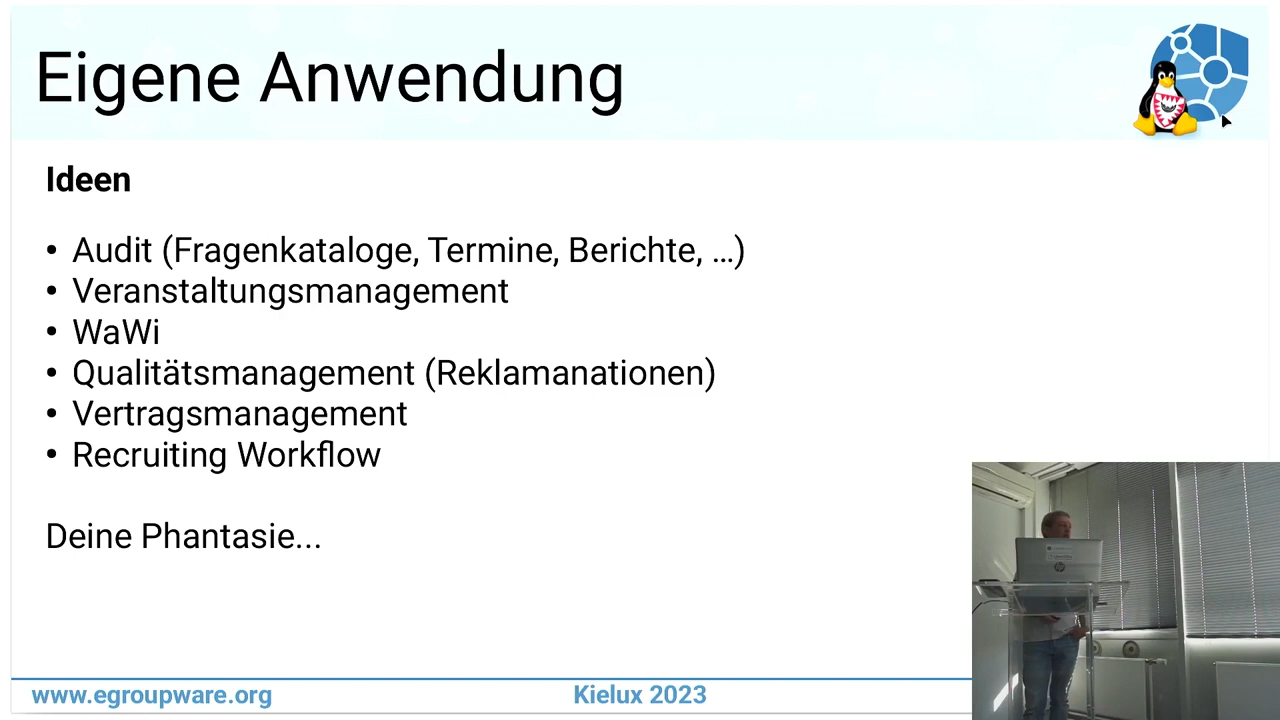 Eigene Anwendung
Ideen
• Audit (Fragenkataloge, Termine, Berichte, ...)
• Veranstaltungsmanagement
• WaWi
• Qualitätsmanagement (Reklamanationen)
• Vertragsmanagement
• Recruiting Workflow
Deine Phantasie...
www.egroupware.org
Kielux 2023